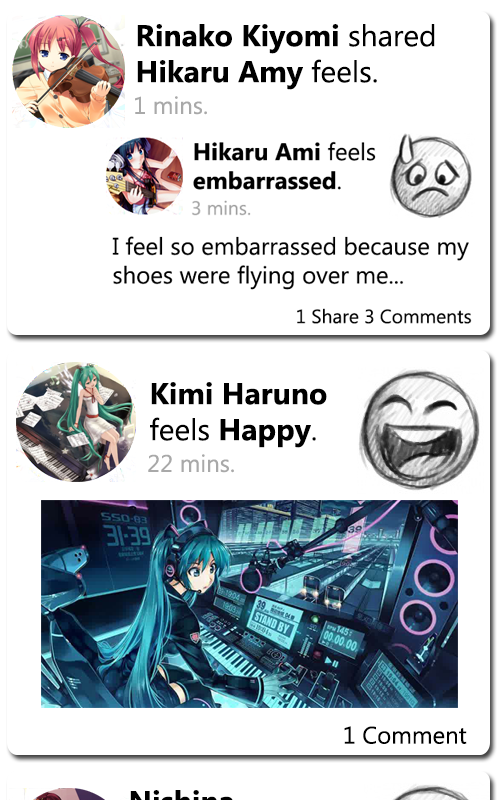 Rinako Kiyomi shared
Hikaru Amy feels.
1 mins.
Hikaru Ami feels
embarrassed.
3 mins.
I feel so embarrassed because my
shoes were flying over me...
1 Share 3 Comments
Kimi Haruno
feels Happy.
22 mins.
SSO-03
31:39
39
STAND BY
00.00.00
1 Comment